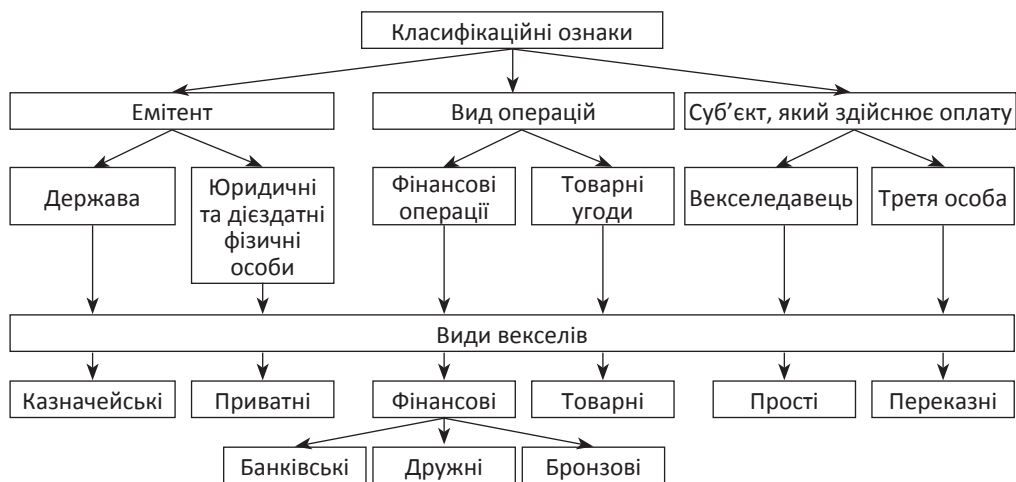 Класифікаційні ознаки
Емітент
Вид операцій
Суб’єкт, який здійснює оплату
Держава
Юридичні
та дієздатні
фізичні
особи
Фінансові
операції
Товарні
угоди
Векселедавець
Третя особа
Види векселів
Казначейські
Приватні
Фінансові
Товарні
Прості
Переказні
Банківські
Дружні
Бронзові